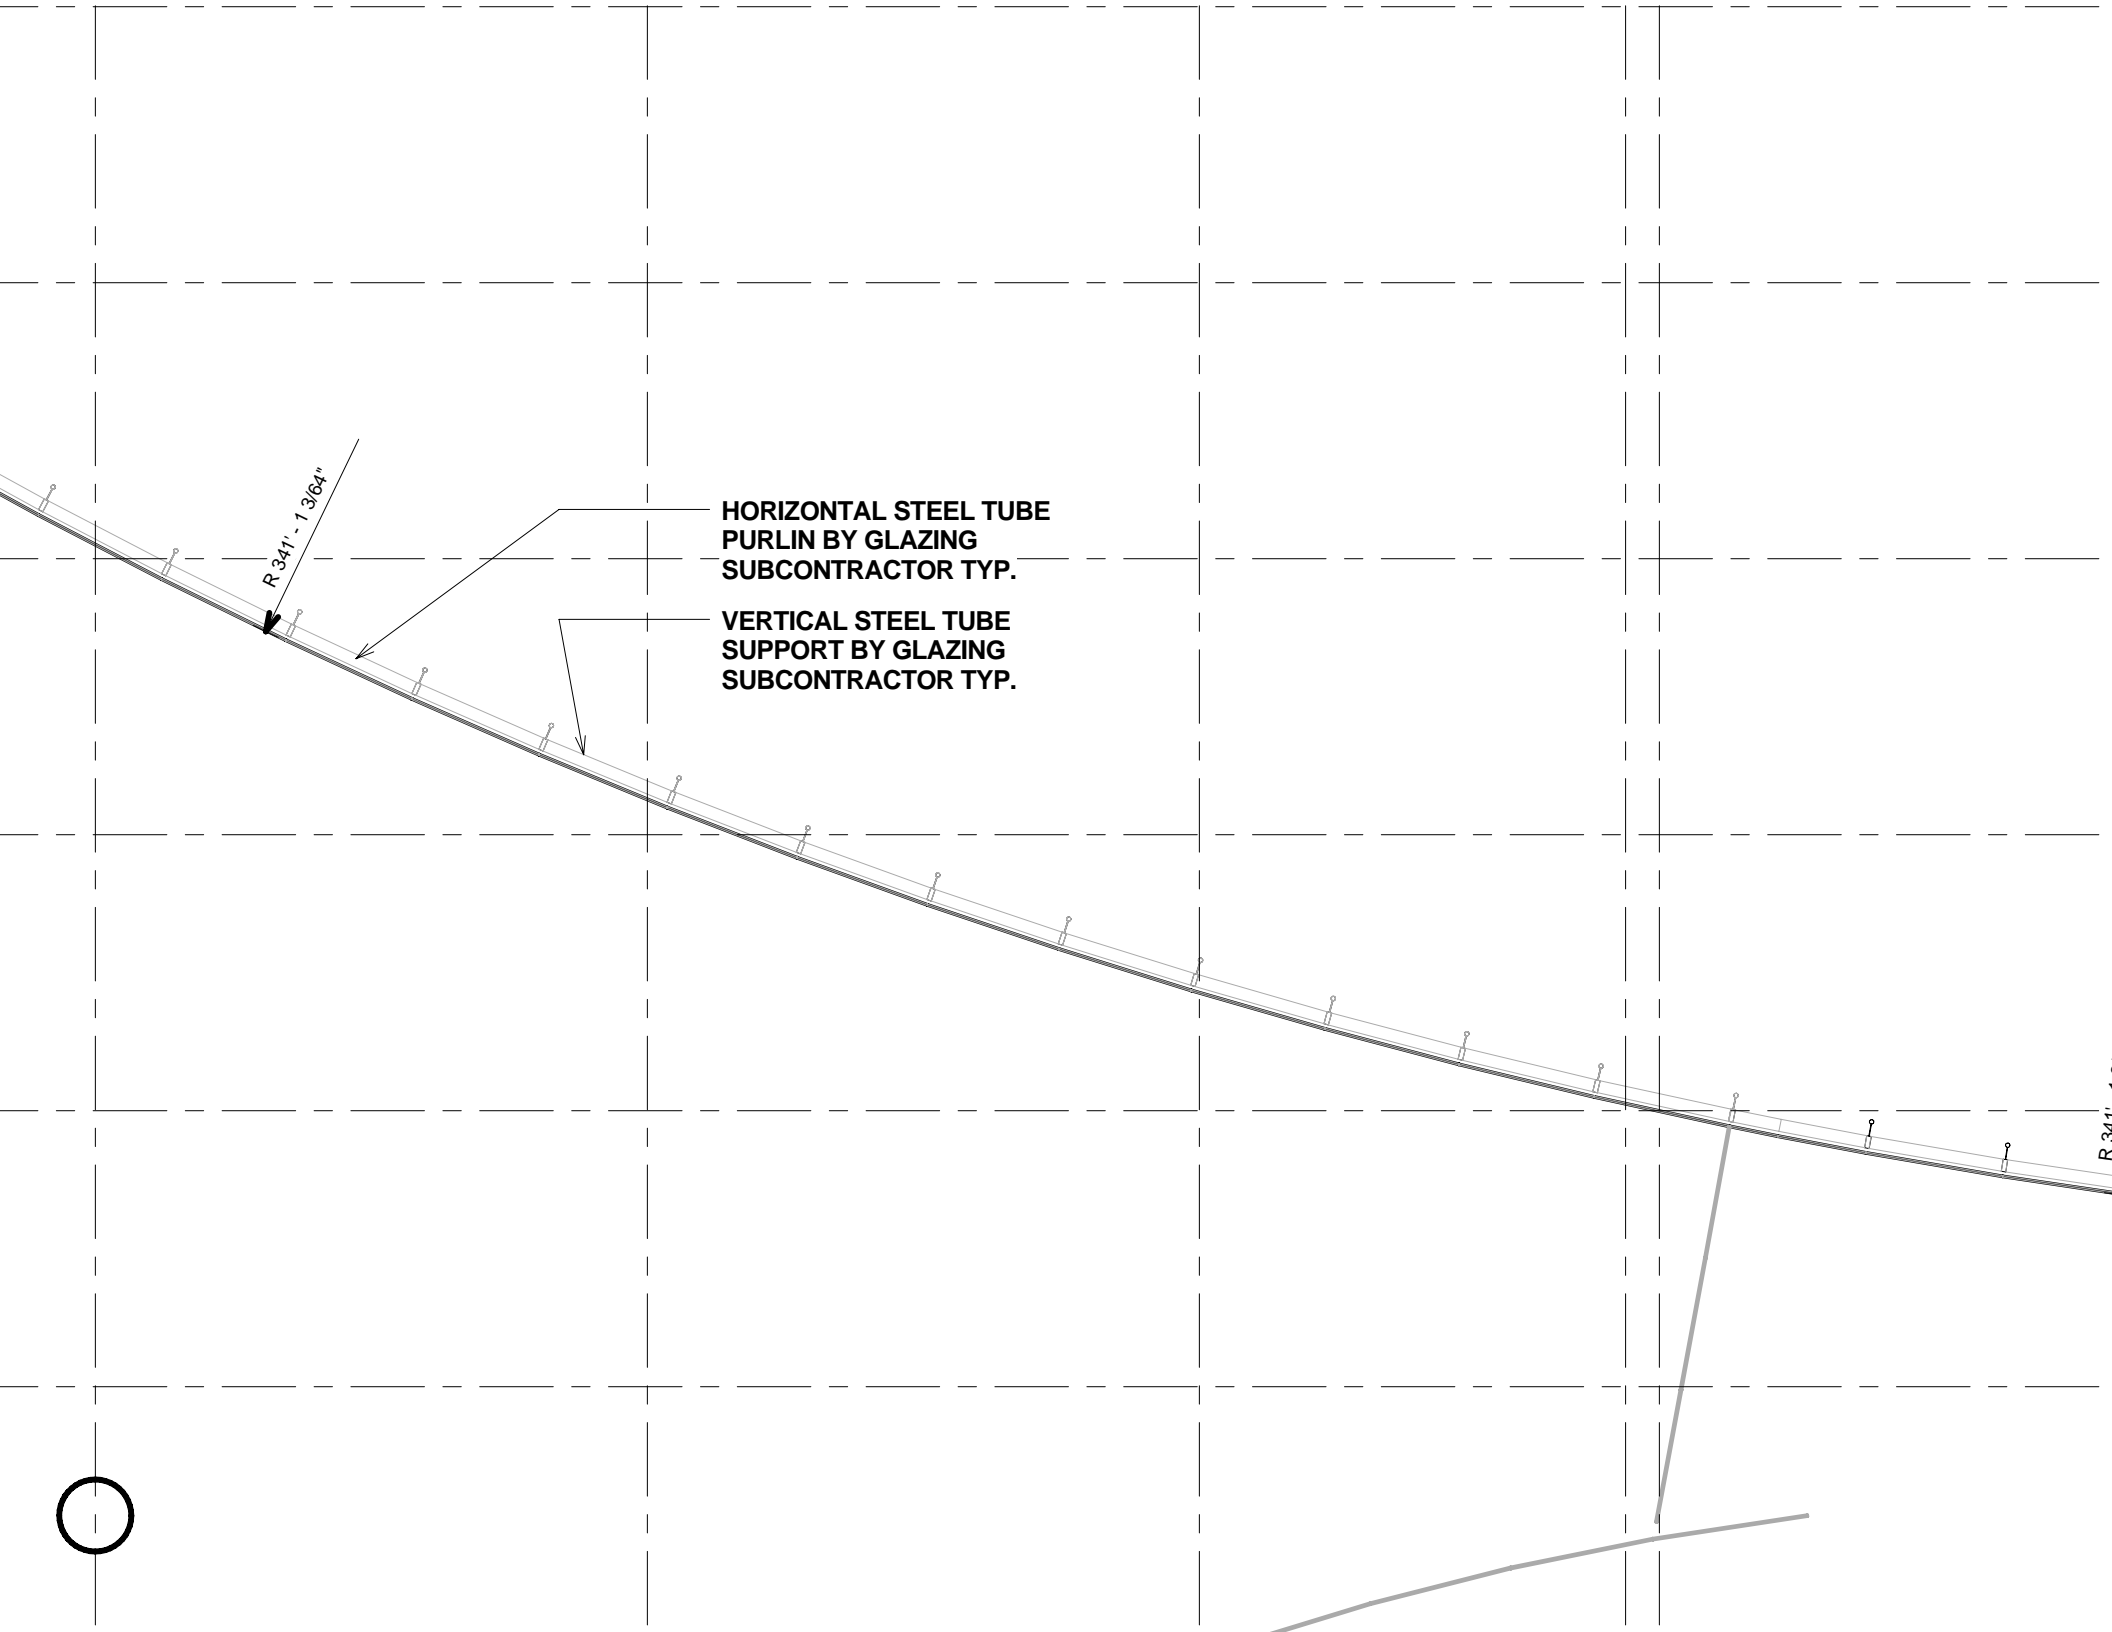 R 341' - 1 3/64"
HORIZONTAL STEEL TUBE
PURLIN BY GLAZING
SUBCONTRACTOR TYP.
VERTICAL STEEL TUBE
SUPPORT BY GLAZING
SUBCONTRACTOR TYP.
R 341'